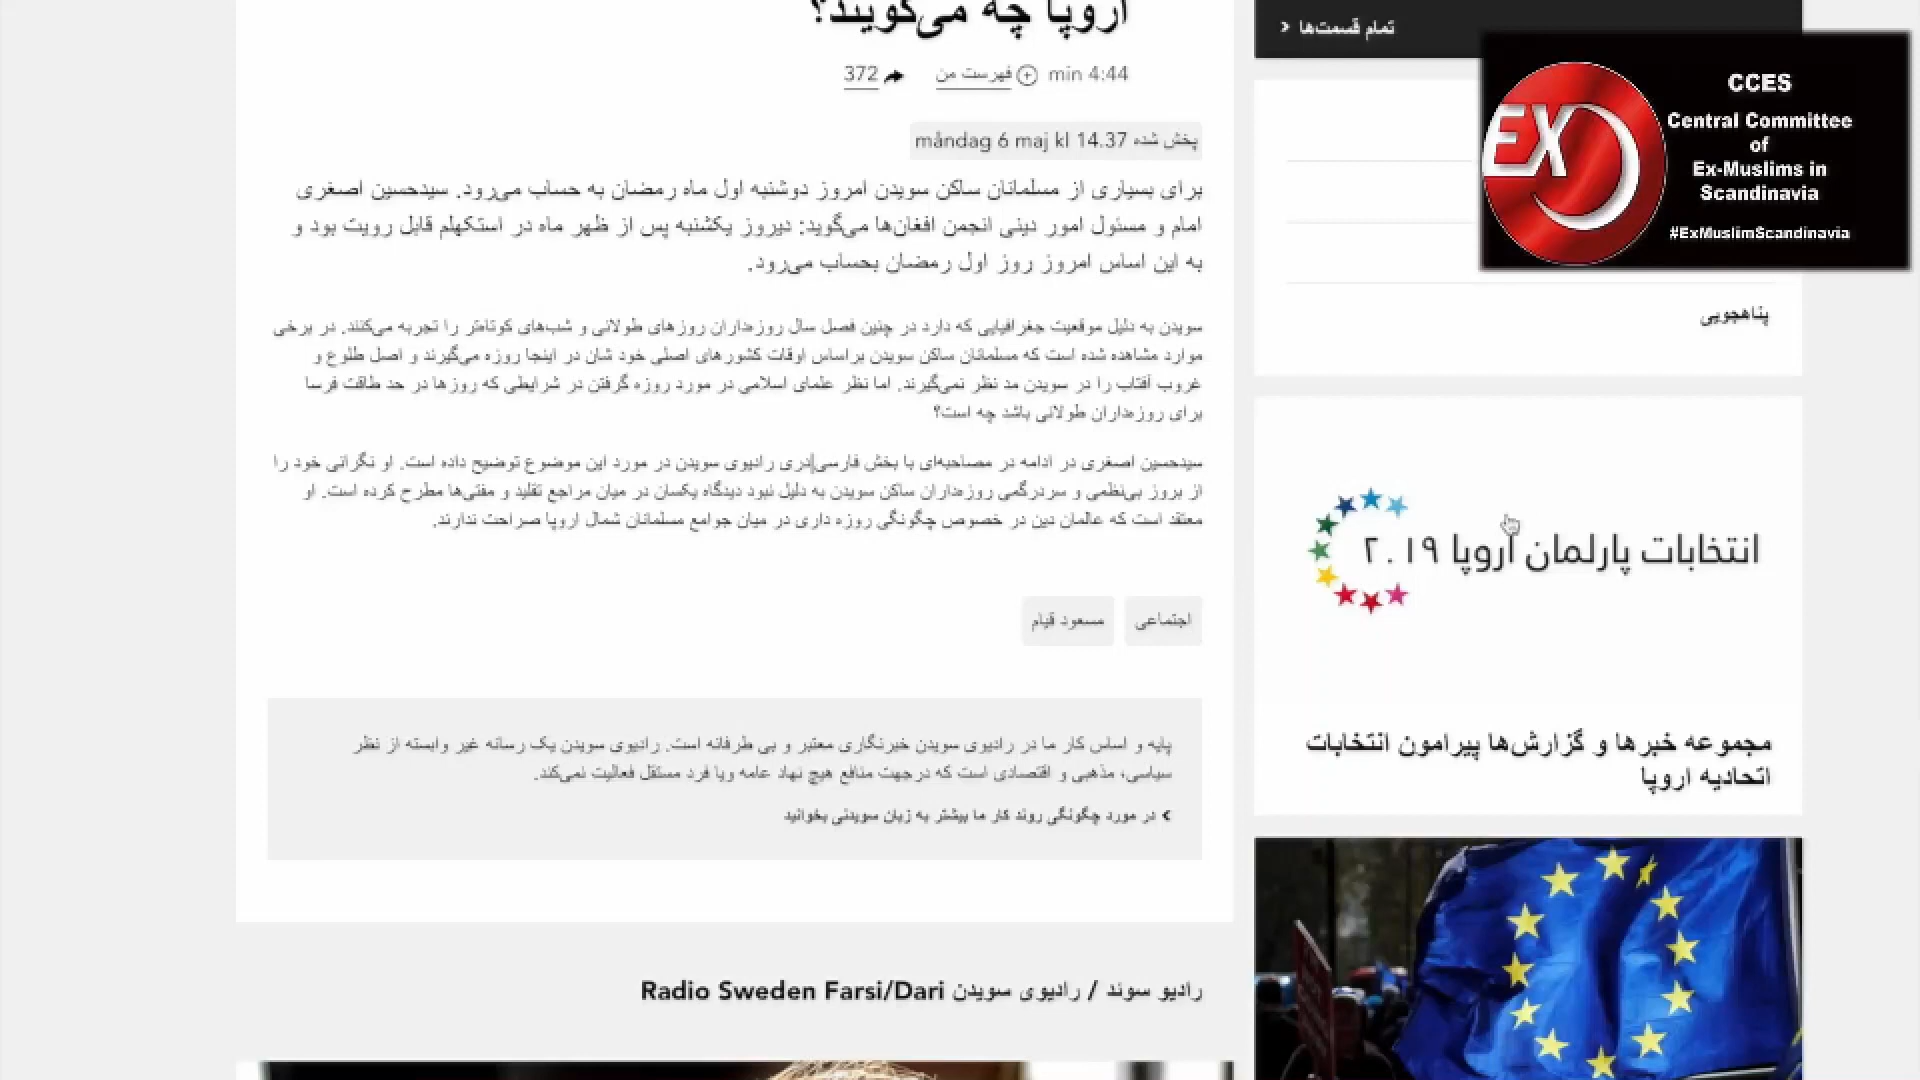 اروپا چه می‌گویند؟
372 فهرست من min 4:44
پخش شده måndag 6 maj kl 14.37
برای بسیاری از مسلمانان ساکن سویدن امروز دوشنبه اول ماه رمضان به حساب می‌رود. سیدحسین اصغری
امام و مسئول امور دینی انجمن افغان‌ها می‌گوید: دیروز یکشنبه پس از ظهر ماه در استکهلم قابل رویت بود و
به این اساس امروز روز اول رمضان بحساب می‌رود.
سویدن به دلیل موقعیت جغرافیایی که دارد در چنین فصل سال روزه‌داران روزهای طولانی و شب‌های کوتاه‌تر را تجربه می‌کنند. در برخی
موارد مشاهده شده است که مسلمانان ساکن سویدن براساس اوقات کشورهای اصلی خود شان در اینجا روزه می‌گیرند و اصل طلوع و
غروب آفتاب را در سویدن مد نظر نمی‌گیرند. اما نظر علمای اسلامی در مورد روزه گرفتن در شرایطی که روزها در حد طاقت فرسا
برای روزه‌داران طولانی باشد چه است؟
سیدحسین اصغری در ادامه در مصاحبه‌ای با بخش فارسی|دری رادیوی سویدن در مورد این موضوع توضیح داده است. او نگرانی خود را
از بروز بی‌نظمی و سردرگمی روزه‌داران ساکن سویدن به دلیل نبود دیدگاه یکسان در میان مراجع تقلید و مفتی‌ها مطرح کرده است. او
معتقد است که عالمان دین در خصوص چگونگی روزه داری در میان جوامع مسلمانان شمال اروپا صراحت ندارند.
اجتماعی
مسعود قیام
پایه و اساس کار ما در رادیوی سویدن خبرنگاری معتبر و بی طرفانه است. رادیوی سویدن یک رسانه غیر وابسته از نظر
سیاسی، مذهبی و اقتصادی است که درجهت منافع هیچ نهاد عامه ویا فرد مستقل فعالیت نمی‌کند.
در مورد چگونگی روند کار ما بیشتر به زبان سویدنی بخوانید
رادیو سوند / رادیوی سویدن Radio Sweden Farsi/Dari
تمام قسمت‌ها
EX
CCES
Central Committee
of
Ex-Muslims in
Scandinavia
#ExMuslimScandinavia
پناهجویی
انتخابات پارلمان اروپا ۲۰۱۹
مجموعه خبرها و گزارش‌ها پیرامون انتخابات
اتحادیه اروپا